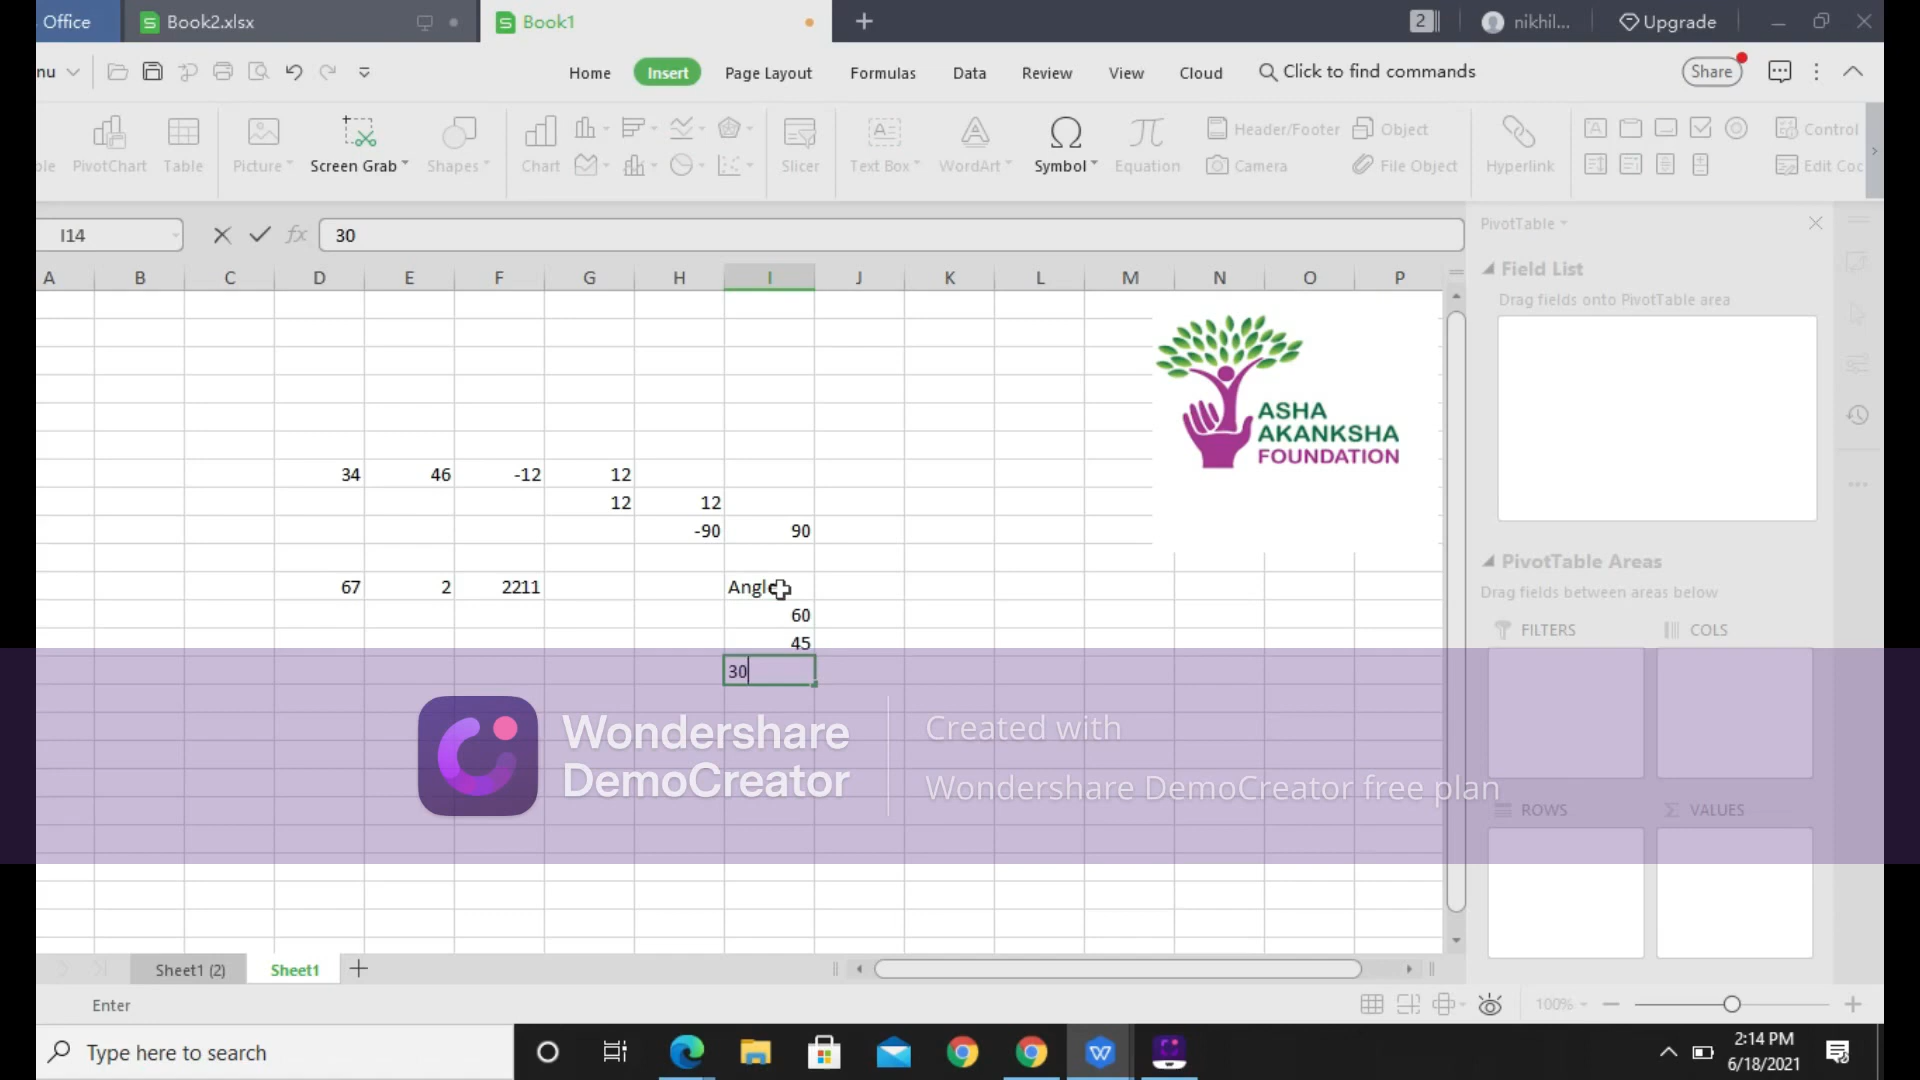 Office
Book2.xlsx
Book1
2
nikhil...
Upgrade
nu
Home
Insert
Page Layout
Formulas
Data
Review
View
Cloud
Click to find commands
Share
PivotChart
Table
Picture
Screen Grab
Shapes
Chart
Slicer
Text Box
WordArt
Symbol
Equation
Header/Footer
Camera
Object
File Object
Hyperlink
Control
Edit Coc
I14
fx
30
A B C D E F G H I J K L M N O P
34 46 -12 12
12 12
-90 90
67 2 2211 Angle
60
45
30
ASHA
AKANKSHA
FOUNDATION
PivotTable
Field List
Drag fields onto PivotTable area
PivotTable Areas
Drag fields between areas below
FILTERS
COLS
ROWS
VALUES
Wondershare
DemoCreator
Created with
Wondershare DemoCreator free plan
Sheet1 (2)
Sheet1
Enter
100%
Type here to search
2:14 PM
6/18/2021